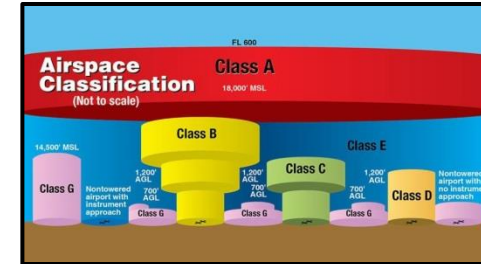 FL 600
Airspace
Classification
(Not to scale)
Class A
18,000' MSL
Class B
Class E
14,500' MSL
Class G
Nontowered
airport with
instrument
approach
1,200'
AGL
700'
AGL
Class G
1,200'
AGL
700'
AGL
Class G
Class C
1,200'
AGL
700'
AGL
Class G
Class D
Nontowered
airport with
no instrume
approach